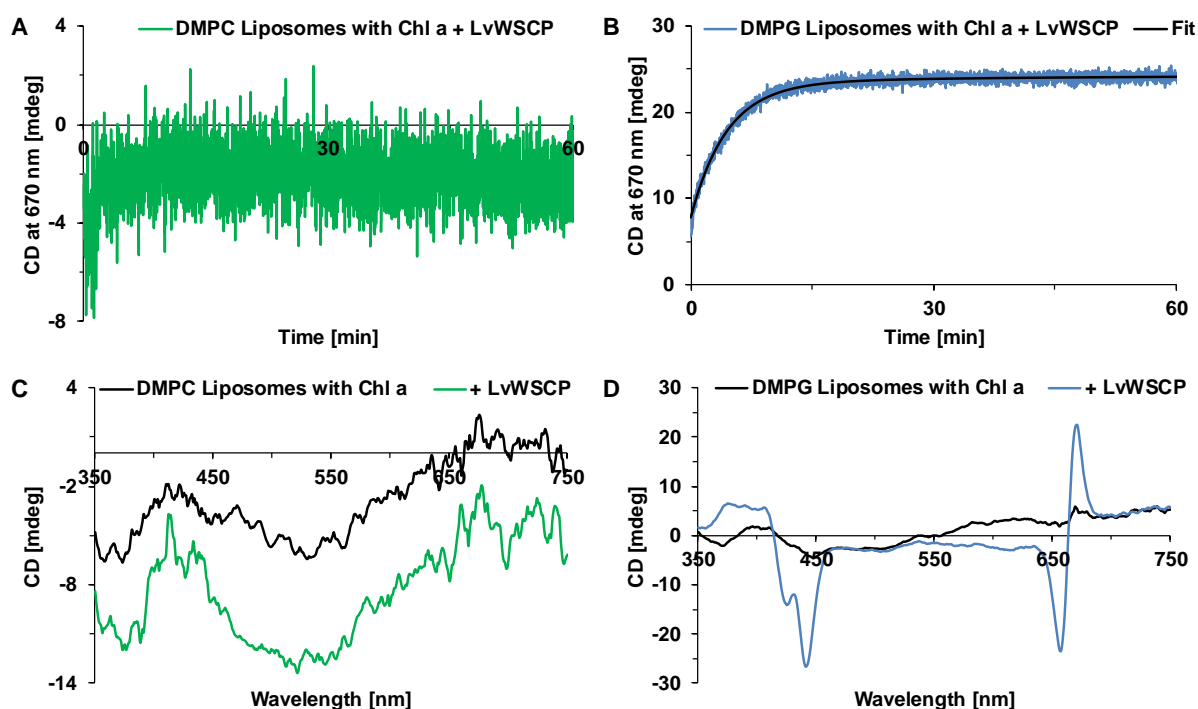 A
DMPC Liposomes with Chl a + LvWSCP
4
0
-4
-8
0
30
60
CD at 670 nm [mdeg]
Time [min]
B
DMPG Liposomes with Chl a + LvWSCP
Fit
30
20
10
0
0
30
60
CD at 670 nm [mdeg]
Time [min]
C
DMPC Liposomes with Chl a
+ LvWSCP
4
-2
-8
-14
350
450
550
650
750
CD [mdeg]
Wavelength [nm]
D
DMPG Liposomes with Chl a
+ LvWSCP
30
20
10
0
-10
-20
-30
350
450
550
650
750
CD [mdeg]
Wavelength [nm]